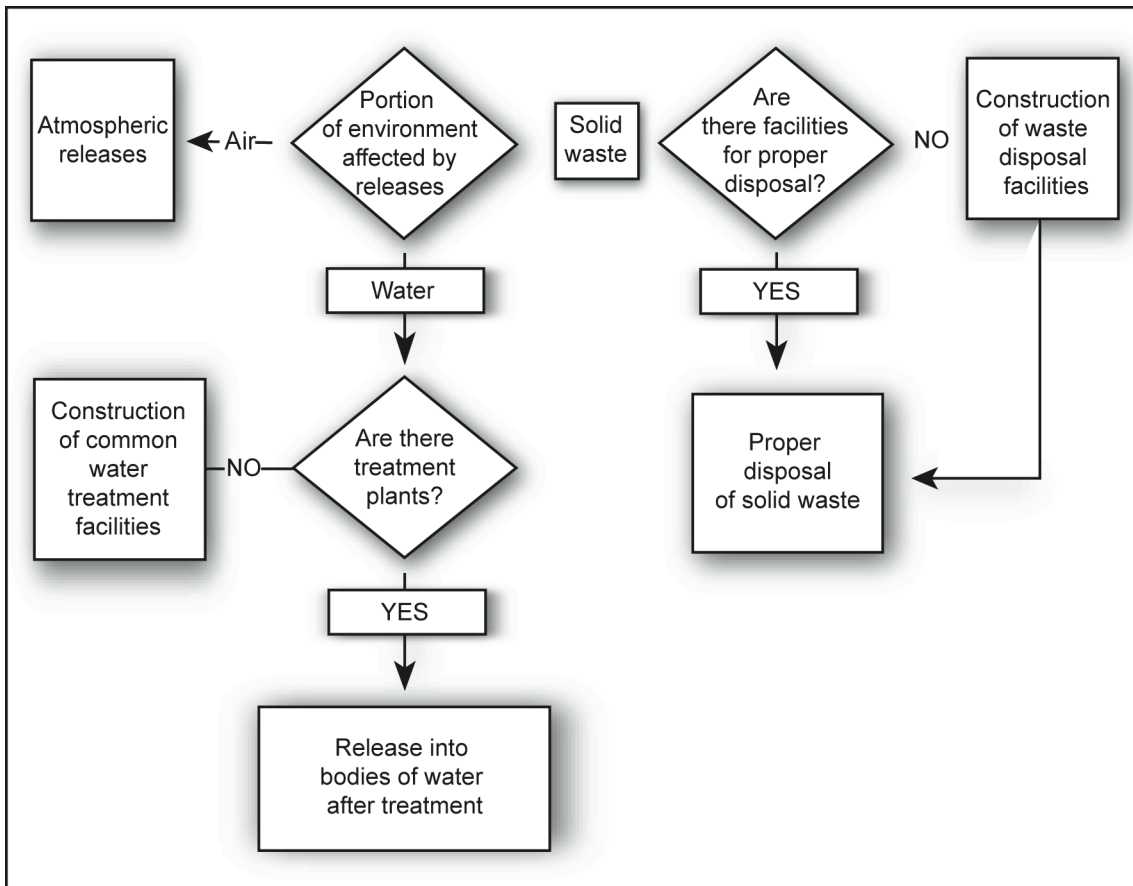 Atmospheric
releases
Air
Portion
of environment
affected by
releases
Solid
waste
Are
there facilities
for proper
disposal?
NO
Construction
of waste
disposal
facilities
Water
YES
Construction
of common
water
treatment
facilities
NO
Are there
treatment
plants?
Proper
disposal
of solid waste
YES
Release into
bodies of water
after treatment